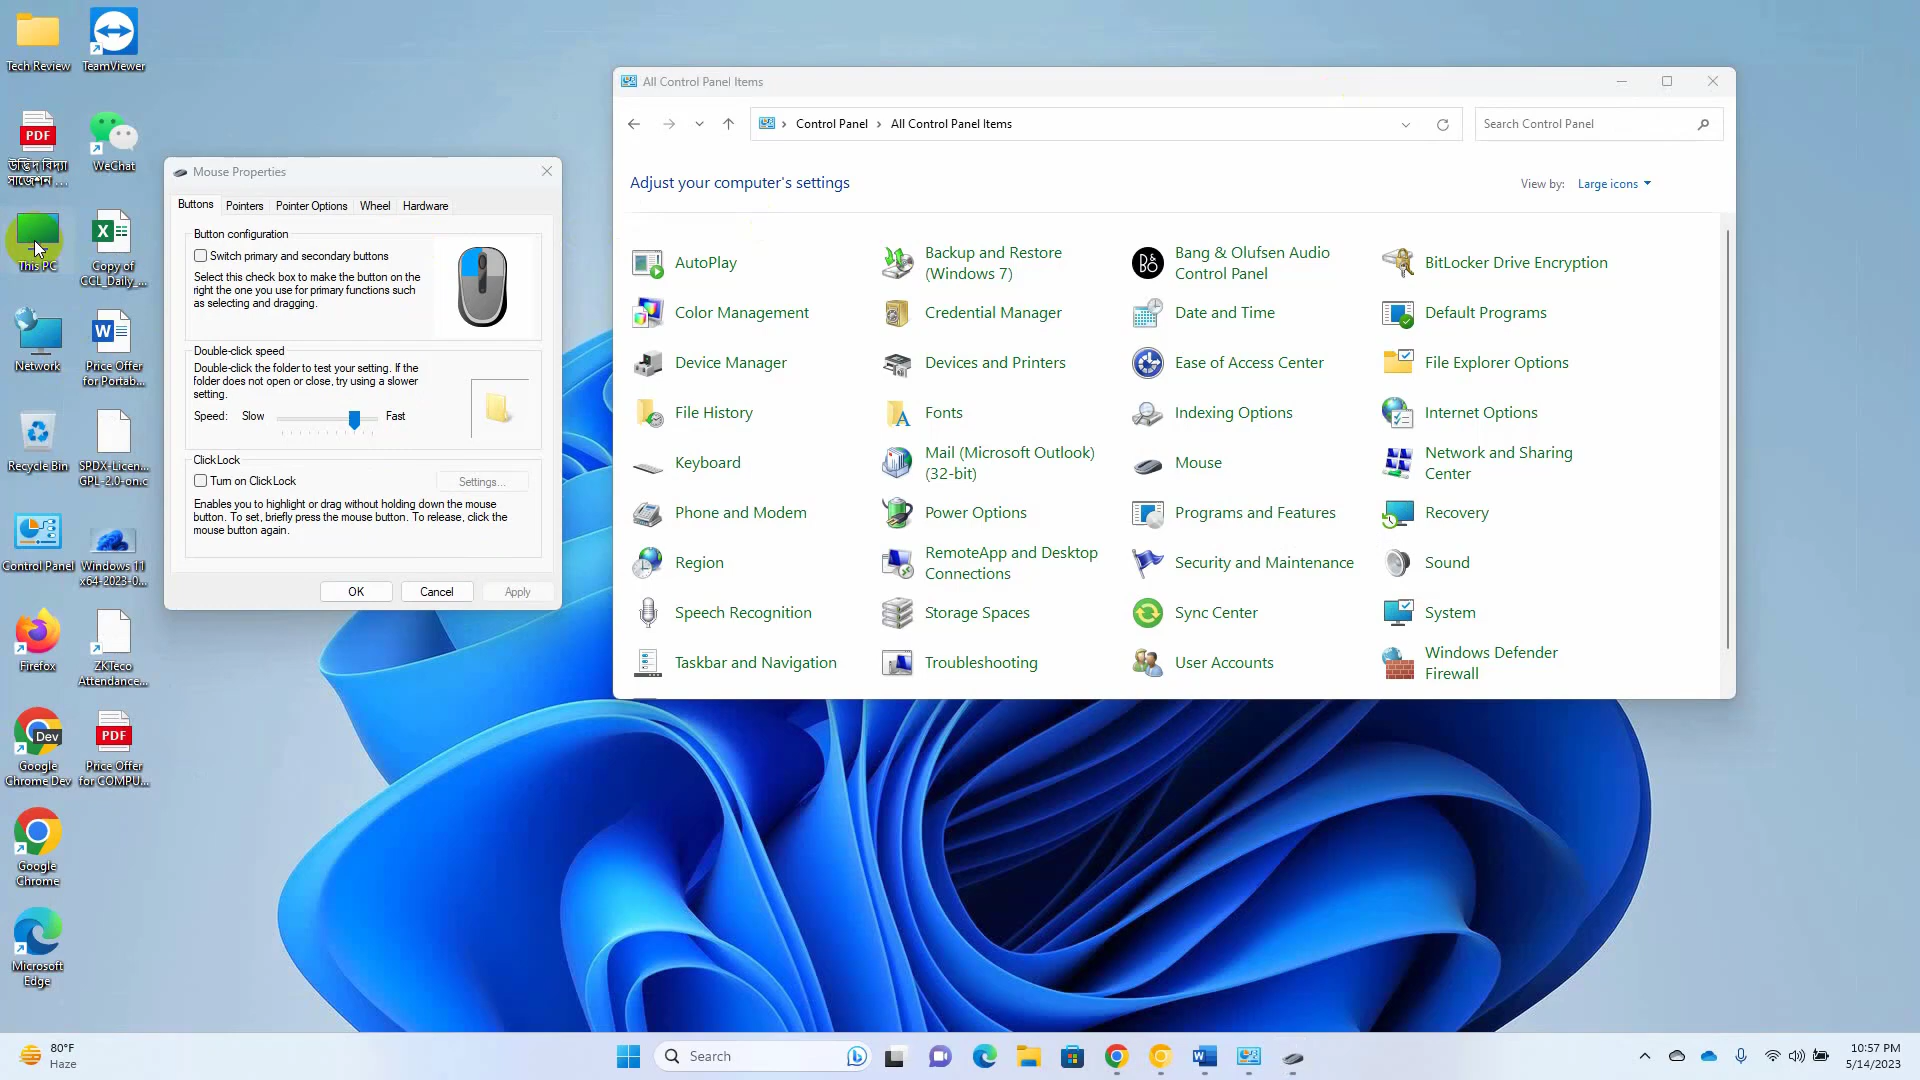 Tech Review
TeamViewer
উদ্ভিদ বিদ্যা
সাজেশন ...
WeChat
This PC
Copy of
CCL_Daily_...
Network
Price Offer
for Portab...
Recycle Bin
SPDX-Licen...
GPL-2.0-on.c
Control Panel
Windows 11
x64-2023-0...
Firefox
ZKTeco
Attendance...
Google
Chrome Dev
Price Offer
for COMPU...
Google
Chrome
Microsoft
Edge
PDF
PDF
Dev
Mouse Properties
Buttons
Pointers
Pointer Options
Wheel
Hardware
Button configuration
Switch primary and secondary buttons
Select this check box to make the button on the
right the one you use for primary functions such
as selecting and dragging.
Double-click speed
Double-click the folder to test your setting. If the
folder does not open or close, try using a slower
setting.
Speed: Slow Fast
ClickLock
Turn on ClickLock
Settings...
Enables you to highlight or drag without holding down the mouse
button. To set, briefly press the mouse button. To release, click the
mouse button again.
OK
Cancel
Apply
All Control Panel Items
Control Panel > All Control Panel Items
Search Control Panel
Adjust your computer's settings
View by: Large icons
AutoPlay
Backup and Restore
(Windows 7)
Bang & Olufsen Audio
Control Panel
BitLocker Drive Encryption
Color Management
Credential Manager
Date and Time
Default Programs
Device Manager
Devices and Printers
Ease of Access Center
File Explorer Options
File History
Fonts
Indexing Options
Internet Options
Keyboard
Mail (Microsoft Outlook)
(32-bit)
Mouse
Network and Sharing
Center
Phone and Modem
Power Options
Programs and Features
Recovery
Region
RemoteApp and Desktop
Connections
Security and Maintenance
Sound
Speech Recognition
Storage Spaces
Sync Center
System
Taskbar and Navigation
Troubleshooting
User Accounts
Windows Defender
Firewall
80°F
Haze
Search
10:57 PM
5/14/2023